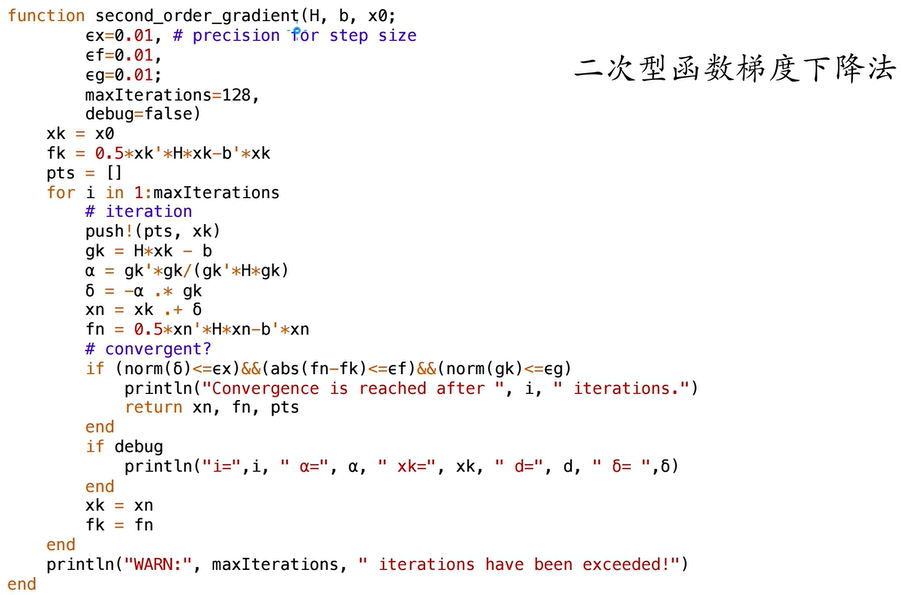 function second_order_gradient(H, b, x0;
        ϵx=0.01, # precision for step size
        ϵf=0.01,
        ϵg=0.01;
        maxIterations=128,
        debug=false)
二次型函数梯度下降法
    xk = x0
    fk = 0.5*xk'*H*xk-b'*xk
    pts = []
    for i in 1:maxIterations
        # iteration
        push!(pts, xk)
        gk = H*xk - b
        α = gk'*gk/(gk'*H*gk)
        δ = -α .* gk
        xn = xk .+ δ
        fn = 0.5*xn'*H*xn-b'*xn
        # convergent?
        if (norm(δ)<=ϵx)&&(abs(fn-fk)<=ϵf)&&(norm(gk)<=ϵg)
            println("Convergence is reached after ", i, " iterations.")
            return xn, fn, pts
        end
        if debug
            println("i=",i, " α=", α, " xk=", xk, " d=", d, " δ= ",δ)
        end
        xk = xn
        fk = fn
    end
    println("WARN:", maxIterations, " iterations have been exceeded!")
end